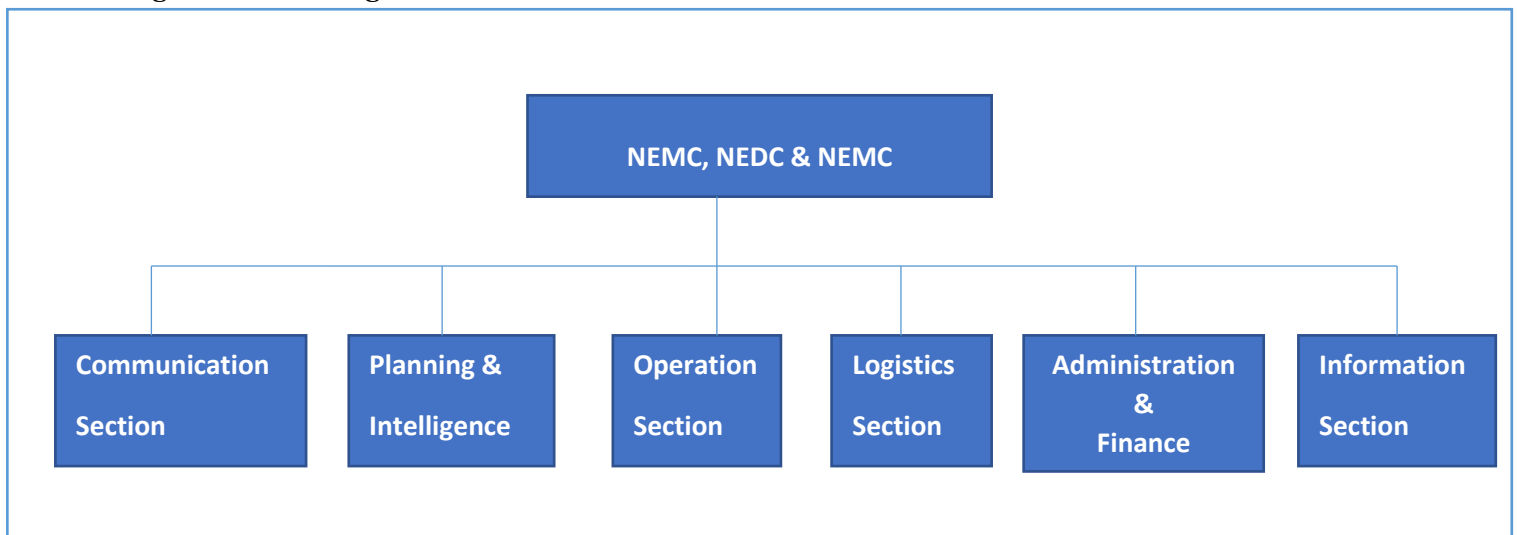 NEMC, NEDC & NEMC
Communication
Section
Planning &
Intelligence
Operation
Section
Logistics
Section
Administration
&
Finance
Information
Section